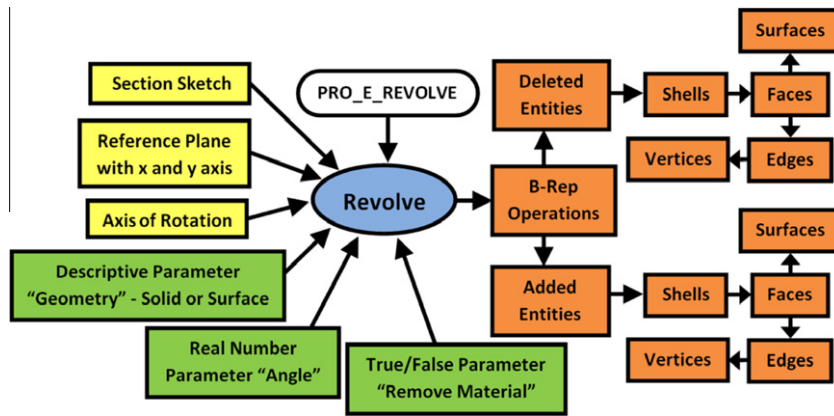 Section Sketch
Reference Plane
with x and y axis
Axis of Rotation
Descriptive Parameter
“Geometry” - Solid or Surface
Real Number
Parameter “Angle”
True/False Parameter
“Remove Material”
PRO_E_REVOLVE
Revolve
B-Rep
Operations
Deleted
Entities
Shells
Faces
Surfaces
Edges
Vertices
Added
Entities
Shells
Faces
Surfaces
Edges
Vertices